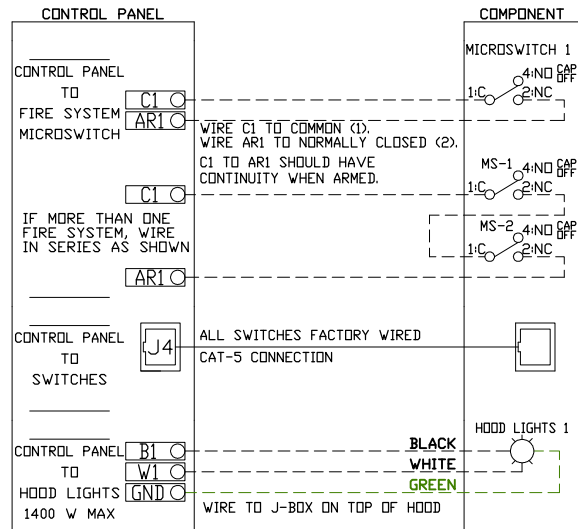 CONTROL PANEL
COMPONENT
MICROSWITCH 1
CONTROL PANEL
TO
FIRE SYSTEM
MICROSWITCH
C1
AR1
1:C
4:NO CAP OFF
2:NC
WIRE C1 TO COMMON (1).
WIRE AR1 TO NORMALLY CLOSED (2).
C1 TO AR1 SHOULD HAVE
CONTINUITY WHEN ARMED.
MS-1
C1
1:C
4:NO CAP OFF
2:NC
IF MORE THAN ONE
FIRE SYSTEM, WIRE
IN SERIES AS SHOWN
MS-2
1:C
4:NO CAP OFF
2:NC
AR1
CONTROL PANEL
TO
SWITCHES
J4
ALL SWITCHES FACTORY WIRED
CAT-5 CONNECTION
CONTROL PANEL
TO
HOOD LIGHTS
1400 W MAX
B1
W1
GND
BLACK
WHITE
GREEN
HOOD LIGHTS 1
WIRE TO J-BOX ON TOP OF HOOD